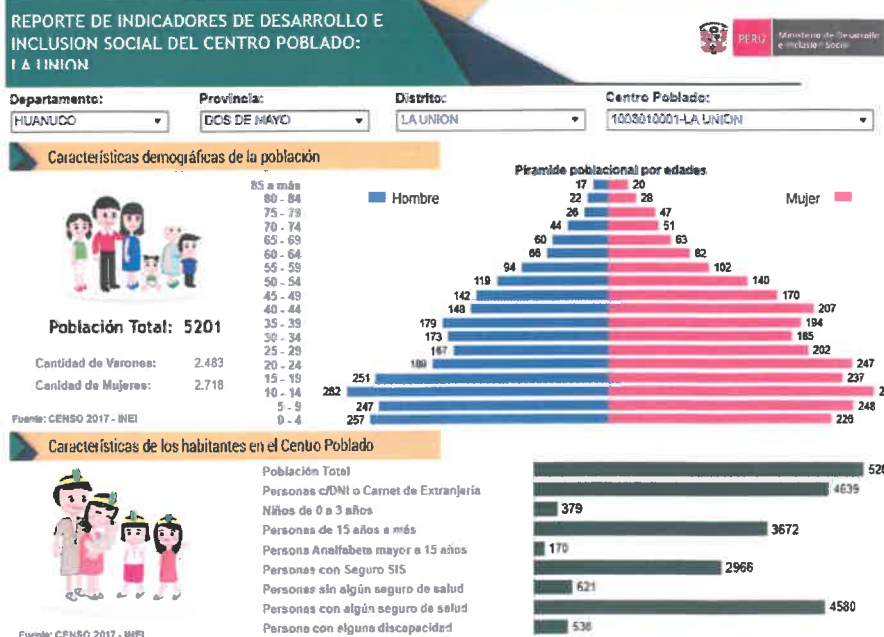 REPORTE DE INDICADORES DE DESARROLLO E
INCLUSION SOCIAL DEL CENTRO POBLADO:
LA UNION
PERÚ Ministerio de Desarrollo
e Inclusión Social
Departamento: Provincia: Distrito: Centro Poblado:
HUANUCO DOS DE MAYO LA UNION 1003010001-LA UNION
Características demográficas de la población
Piramide poblacional por edades
Hombre Mujer
85 a más 17 20
80 - 84 22 28
75 - 79 26 47
70 - 74 44 51
65 - 69 60 63
60 - 64 66 82
55 - 59 94 102
50 - 54 119 140
45 - 49 142 170
40 - 44 148 207
35 - 39 179 194
30 - 34 173 185
25 - 29 167 202
20 - 24 189 247
15 - 19 251 237
10 - 14 282
5 - 9 247 248
0 - 4 257 226
Población Total: 5201
Cantidad de Varones: 2.483
Canidad de Mujeres: 2.718
Fuente: CENSO 2017 - INEI
Características de los habitantes en el Centro Poblado
Población Total
Personas c/DNI o Carnet de Extranjería 4639
Niños de 0 a 3 años 379
Personas de 15 años a más 3672
Persona Analfabeta mayor a 15 años 170
Personas con Seguro SIS 2966
Personas sin algún seguro de salud 621
Personas con algún seguro de salud 4580
Persona con alguna discapacidad 538
Fuente: CENSO 2017 - INEI